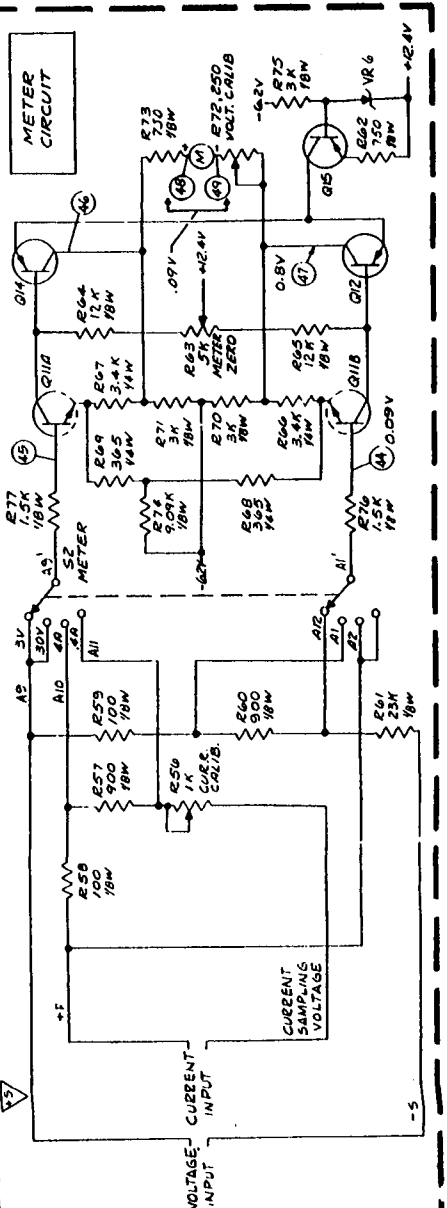 METER
CIRCUIT
-6.2V
R75
3K
1/8W
VR6
+12.4V
R62
750
1/8W
Q15
R73
750
1/8W
M
R72, 250
VOLT. CALIB
48
49
.09V
+12.4V
46
47
0.8V
Q14
Q12
R64
12K
1/8W
R63
5K
METER
ZERO
R65
12K
1/8W
Q11A
Q11B
R67
3.4K
1/4W
R71
3K
1/8W
R70
3K
1/8W
R66
3.4K
1/4W
R69
365
1/4W
R74
9.09K
1/8W
R68
365
1/4W
-6.2V
45
44
0.09V
R77
1.5K
1/8W
R76
1.5K
1/8W
S2
METER
A9'
A1'
3V
30V
4A
.4A
A9
A10
A11
A12
A1
A2
R59
100
1/8W
R60
900
1/8W
R61
23K
1/8W
R57
900
1/8W
R56
1K
CURR.
CALIB.
R58
100
1/8W
CURRENT
SAMPLING
VOLTAGE
+S
-S
VOLTAGE
INPUT
CURRENT
INPUT